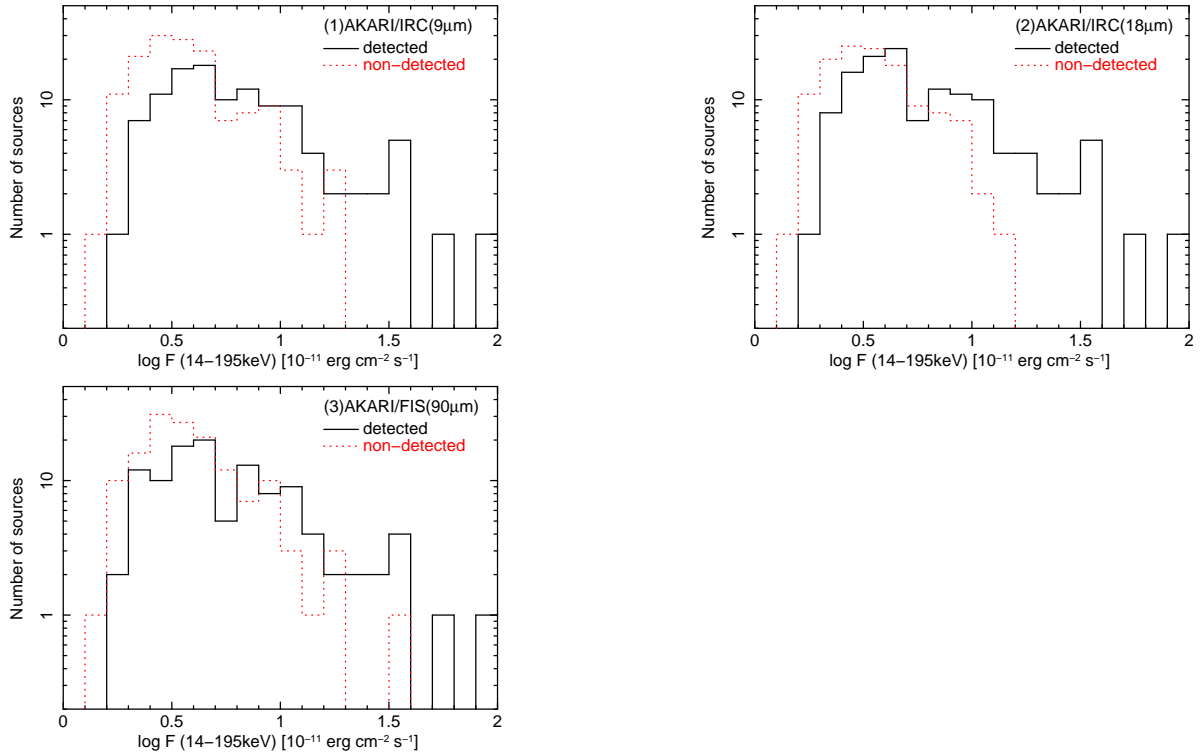 (1)AKARI/IRC(9μm)
detected
non−detected
Number of sources
10
1
0
0.5
1
1.5
2
log F (14−195keV) [10⁻¹¹ erg cm⁻² s⁻¹]
(2)AKARI/IRC(18μm)
detected
non−detected
Number of sources
10
1
0
0.5
1
1.5
2
log F (14−195keV) [10⁻¹¹ erg cm⁻² s⁻¹]
(3)AKARI/FIS(90μm)
detected
non−detected
Number of sources
10
1
0
0.5
1
1.5
2
log F (14−195keV) [10⁻¹¹ erg cm⁻² s⁻¹]